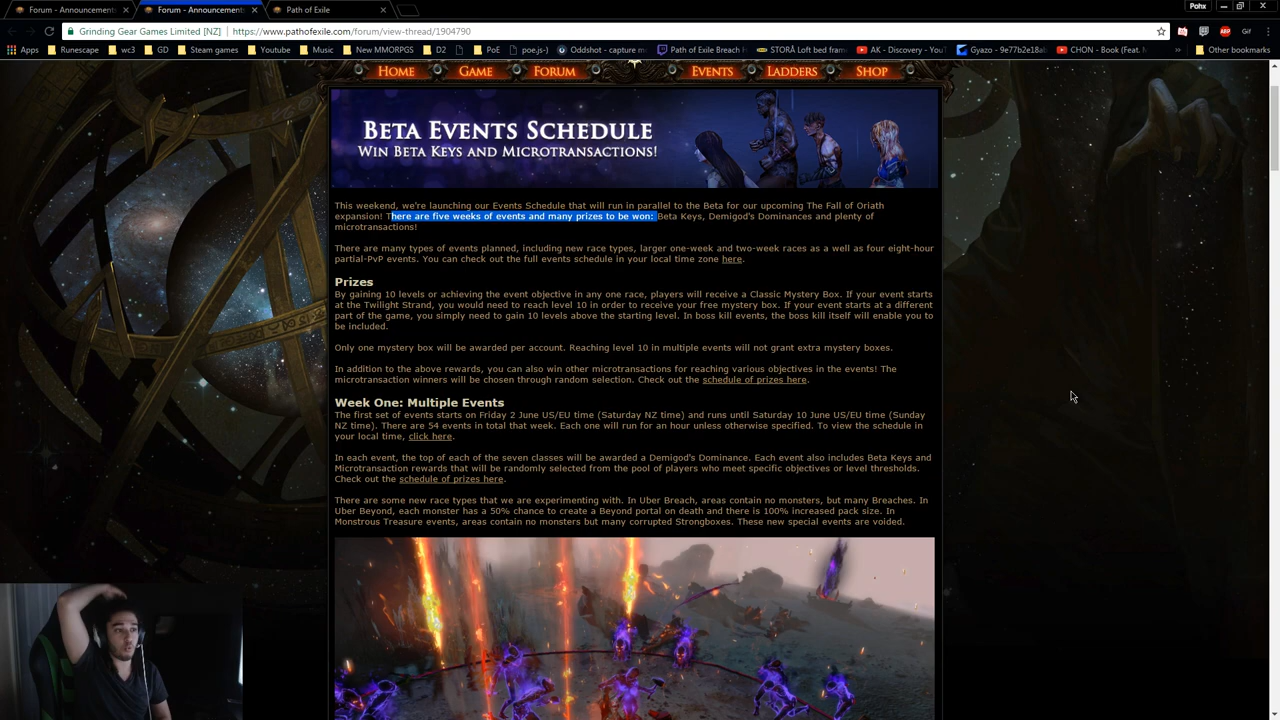 Forum - Announcements
Forum - Announcement
Path of Exile
Pohx
Grinding Gear Games Limited [NZ]
https://www.pathofexile.com/forum/view-thread/1904790
Apps
Runescape
wc3
GD
Steam games
Youtube
Music
New MMORPGS
D2
PoE
poe.js-)
Oddshot - capture m
Path of Exile Breach H
STORÅ Loft bed fram
AK - Discovery - You
Gyazo - 9e77b2e18ab
CHON - Book (Feat. M
»
Other bookmarks
HOME
GAME
FORUM
EVENTS
LADDERS
SHOP
BETA EVENTS SCHEDULE
WIN BETA KEYS AND MICROTRANSACTIONS!
This weekend, we're launching our Events Schedule that will run in parallel to the Beta for our upcoming The Fall of Oriath
expansion! There are five weeks of events and many prizes to be won: Beta Keys, Demigod's Dominances and plenty of
microtransactions!
There are many types of events planned, including new race types, larger one-week and two-week races as a well as four eight-hour
partial-PvP events. You can check out the full events schedule in your local time zone here.
Prizes
By gaining 10 levels or achieving the event objective in any one race, players will receive a Classic Mystery Box. If your event starts
at the Twilight Strand, you would need to reach level 10 in order to receive your free mystery box. If your event starts at a different
part of the game, you simply need to gain 10 levels above the starting level. In boss kill events, the boss kill itself will enable you to
be included.
Only one mystery box will be awarded per account. Reaching level 10 in multiple events will not grant extra mystery boxes.
In addition to the above rewards, you can also win other microtransactions for reaching various objectives in the events! The
microtransaction winners will be chosen through random selection. Check out the schedule of prizes here.
Week One: Multiple Events
The first set of events starts on Friday 2 June US/EU time (Saturday NZ time) and runs until Saturday 10 June US/EU time (Sunday
NZ time). There are 54 events in total that week. Each one will run for an hour unless otherwise specified. To view the schedule in
your local time, click here.
In each event, the top of each of the seven classes will be awarded a Demigod's Dominance. Each event also includes Beta Keys and
Microtransaction rewards that will be randomly selected from the pool of players who meet specific objectives or level thresholds.
Check out the schedule of prizes here.
There are some new race types that we are experimenting with. In Uber Breach, areas contain no monsters, but many Breaches. In
Uber Beyond, each monster has a 50% chance to create a Beyond portal on death and there is 100% increased pack size. In
Monstrous Treasure events, areas contain no monsters but many corrupted Strongboxes. These new special events are voided.